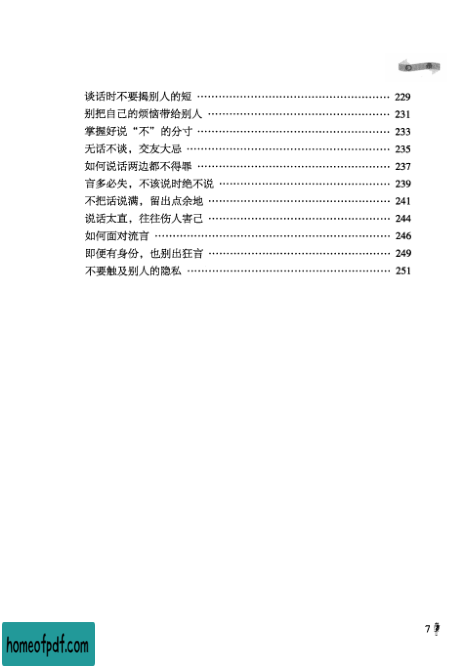 谈话时不要揭别人的短 …………………………………………… 229
别把自己的烦恼带给别人 ………………………………………… 231
掌握好说“不”的分寸 …………………………………………… 233
无话不谈，交友大忌 ……………………………………………… 235
如何说话两边都不得罪 …………………………………………… 237
言多必失，不该说时绝不说 ……………………………………… 239
不把话说满，留出点余地 ………………………………………… 241
说话太直，往往伤人害己 ………………………………………… 244
如何面对流言 ……………………………………………………… 246
即便有身份，也别出狂言 ………………………………………… 249
不要触及别人的隐私 ……………………………………………… 251
7
homeofpdf.com